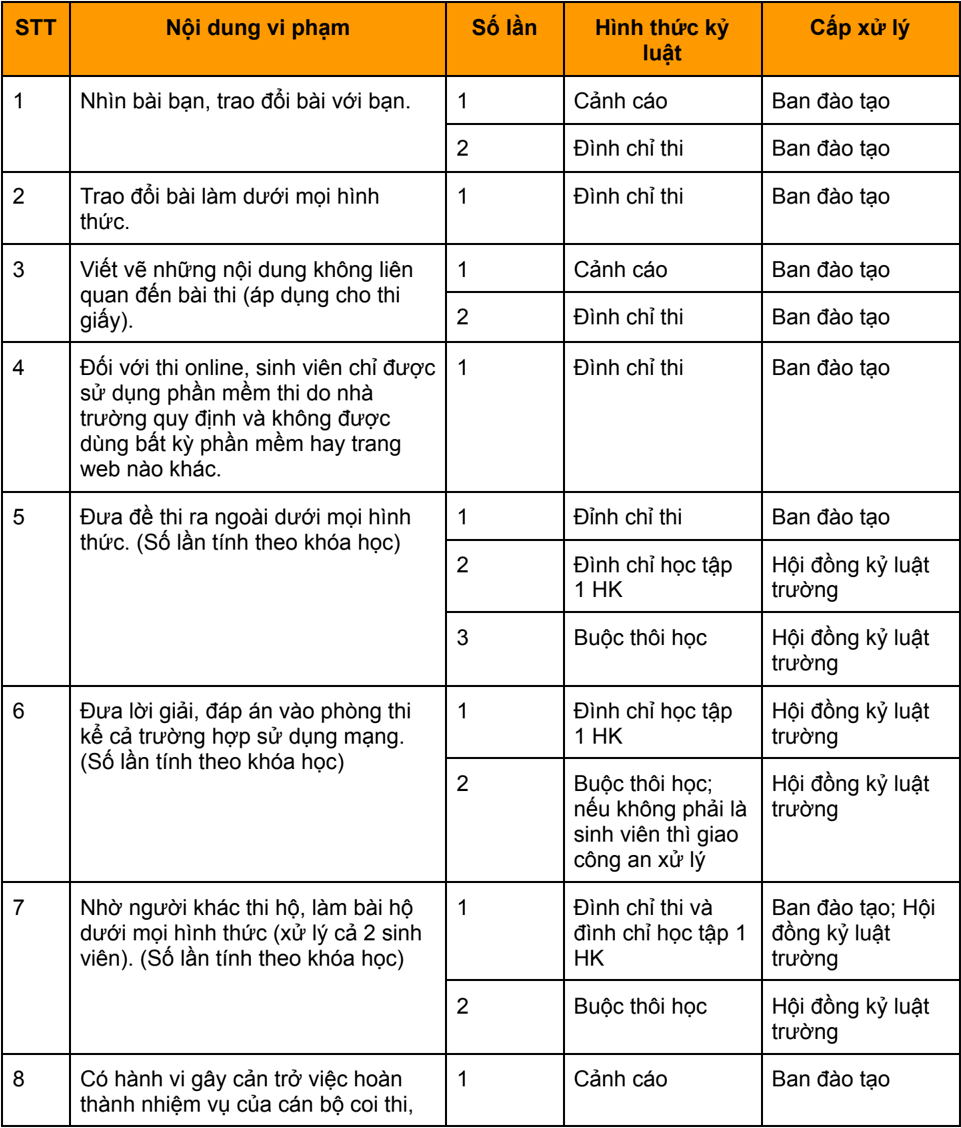 STT Nội dung vi phạm Số lần Hình thức kỷ luật Cấp xử lý
1 Nhìn bài bạn, trao đổi bài với bạn. 1 Cảnh cáo Ban đào tạo
2 Đình chỉ thi Ban đào tạo
2 Trao đổi bài làm dưới mọi hình
thức. 1 Đình chỉ thi Ban đào tạo
3 Viết vẽ những nội dung không liên
quan đến bài thi (áp dụng cho thi
giấy). 1 Cảnh cáo Ban đào tạo
2 Đình chỉ thi Ban đào tạo
4 Đối với thi online, sinh viên chỉ được
sử dụng phần mềm thi do nhà
trường quy định và không được
dùng bất kỳ phần mềm hay trang
web nào khác. 1 Đình chỉ thi Ban đào tạo
5 Đưa đề thi ra ngoài dưới mọi hình
thức. (Số lần tính theo khóa học) 1 Đỉnh chỉ thi Ban đào tạo
2 Đình chỉ học tập
1 HK Hội đồng kỷ luật
trường
3 Buộc thôi học Hội đồng kỷ luật
trường
6 Đưa lời giải, đáp án vào phòng thi
kể cả trường hợp sử dụng mạng.
(Số lần tính theo khóa học) 1 Đình chỉ học tập
1 HK Hội đồng kỷ luật
trường
2 Buộc thôi học;
nếu không phải là
sinh viên thì giao
công an xử lý Hội đồng kỷ luật
trường
7 Nhờ người khác thi hộ, làm bài hộ
dưới mọi hình thức (xử lý cả 2 sinh
viên). (Số lần tính theo khóa học) 1 Đình chỉ thi và
đình chỉ học tập 1
HK Ban đào tạo; Hội
đồng kỷ luật
trường
2 Buộc thôi học Hội đồng kỷ luật
trường
8 Có hành vi gây cản trở việc hoàn
thành nhiệm vụ của cán bộ coi thi, 1 Cảnh cáo Ban đào tạo